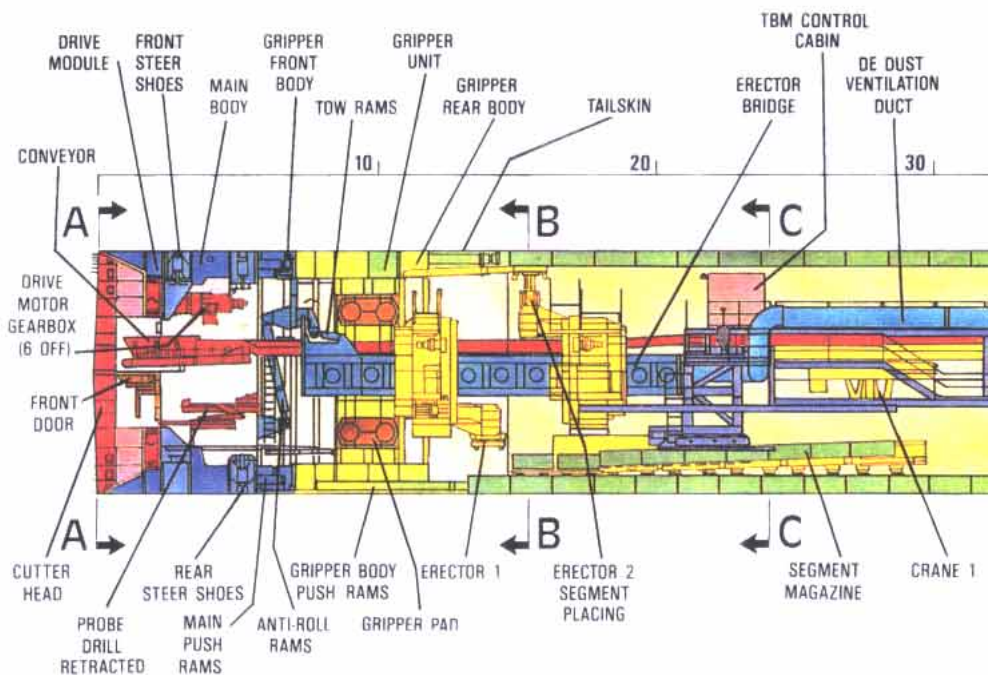 DRIVE
MODULE
FRONT
STEER
SHOES
MAIN
BODY
GRIPPER
FRONT
BODY
TOW RAMS
GRIPPER
UNIT
GRIPPER
REAR BODY
TAILSKIN
ERECTOR
BRIDGE
TBM CONTROL
CABIN
DE DUST
VENTILATION
DUCT
CONVEYOR
10
20
30
A
B
C
DRIVE
MOTOR
GEARBOX
(6 OFF)
FRONT
DOOR
A
B
C
CUTTER
HEAD
PROBE
DRILL
RETRACTED
REAR
STEER SHOES
MAIN
PUSH
RAMS
ANTI-ROLL
RAMS
GRIPPER BODY
PUSH RAMS
GRIPPER PAD
ERECTOR 1
ERECTOR 2
SEGMENT
PLACING
SEGMENT
MAGAZINE
CRANE 1